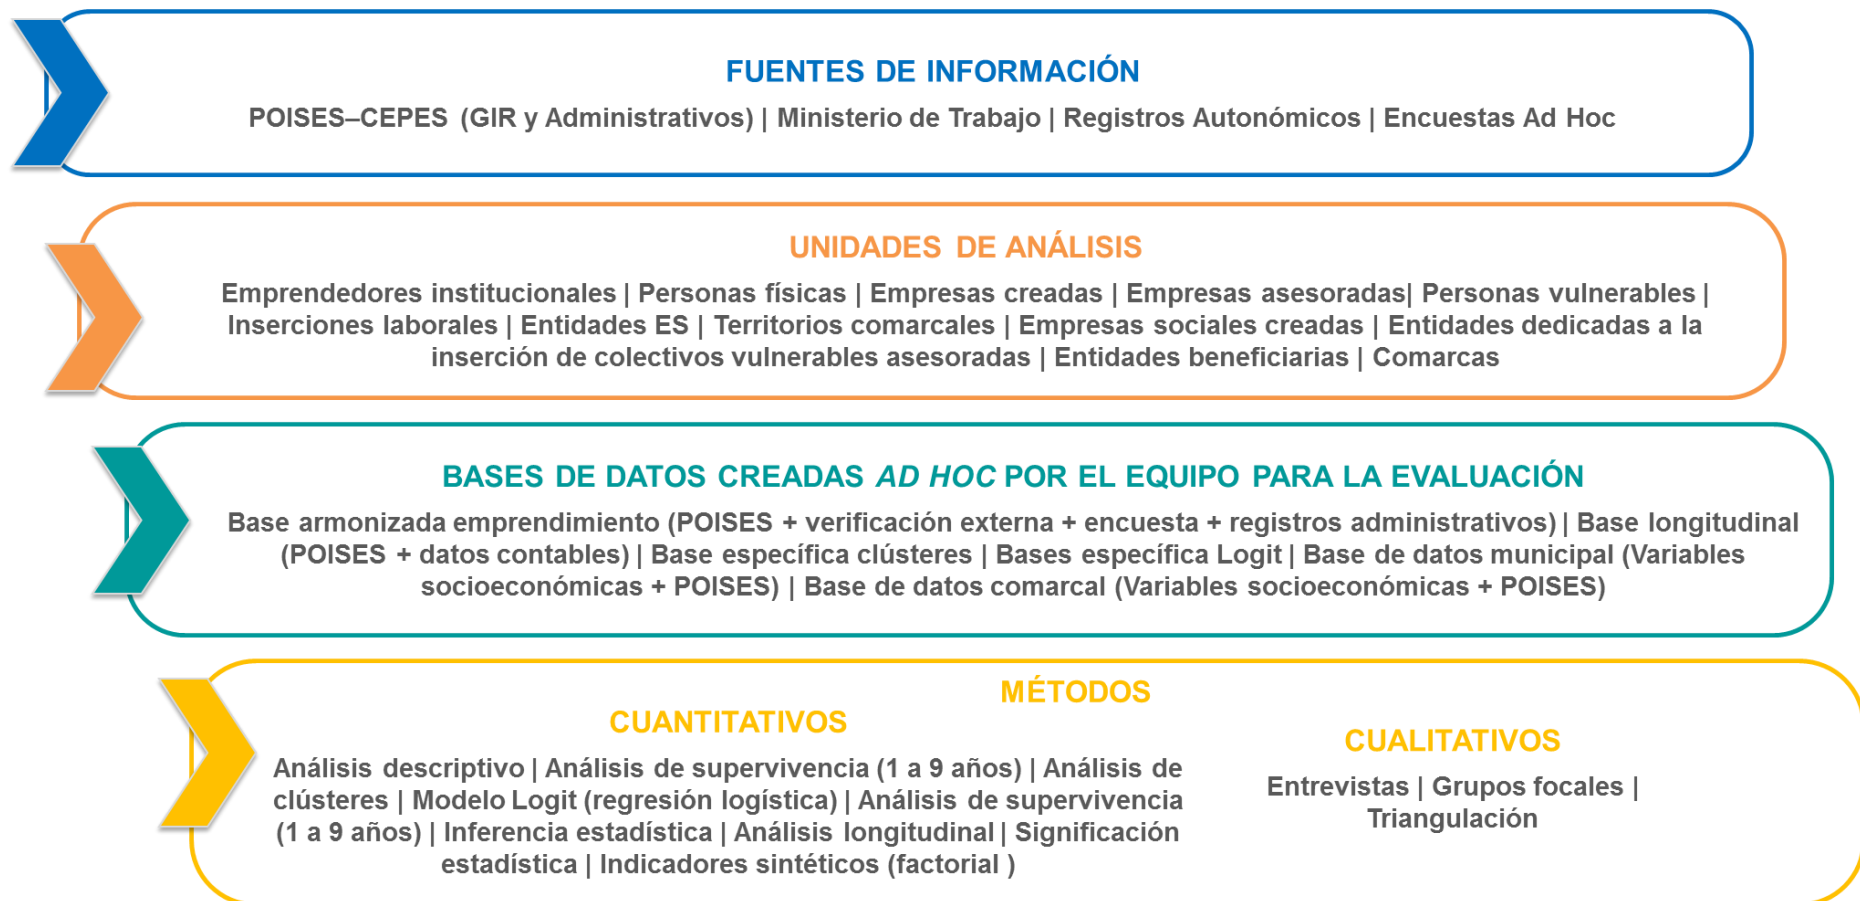 FUENTES DE INFORMACIÓN
POISES–CEPES (GIR y Administrativos) | Ministerio de Trabajo | Registros Autonómicos | Encuestas Ad Hoc
UNIDADES DE ANÁLISIS
Emprendedores institucionales | Personas físicas | Empresas creadas | Empresas asesoradas| Personas vulnerables |
Inserciones laborales | Entidades ES | Territorios comarcales | Empresas sociales creadas | Entidades dedicadas a la
inserción de colectivos vulnerables asesoradas | Entidades beneficiarias | Comarcas
BASES DE DATOS CREADAS AD HOC POR EL EQUIPO PARA LA EVALUACIÓN
Base armonizada emprendimiento (POISES + verificación externa + encuesta + registros administrativos) | Base longitudinal
(POISES + datos contables) | Base específica clústeres | Bases específica Logit | Base de datos municipal (Variables
socioeconómicas + POISES) | Base de datos comarcal (Variables socioeconómicas + POISES)
MÉTODOS
CUANTITATIVOS
Análisis descriptivo | Análisis de supervivencia (1 a 9 años) | Análisis de
clústeres | Modelo Logit (regresión logística) | Análisis de supervivencia
(1 a 9 años) | Inferencia estadística | Análisis longitudinal | Significación
estadística | Indicadores sintéticos (factorial )
CUALITATIVOS
Entrevistas | Grupos focales |
Triangulación